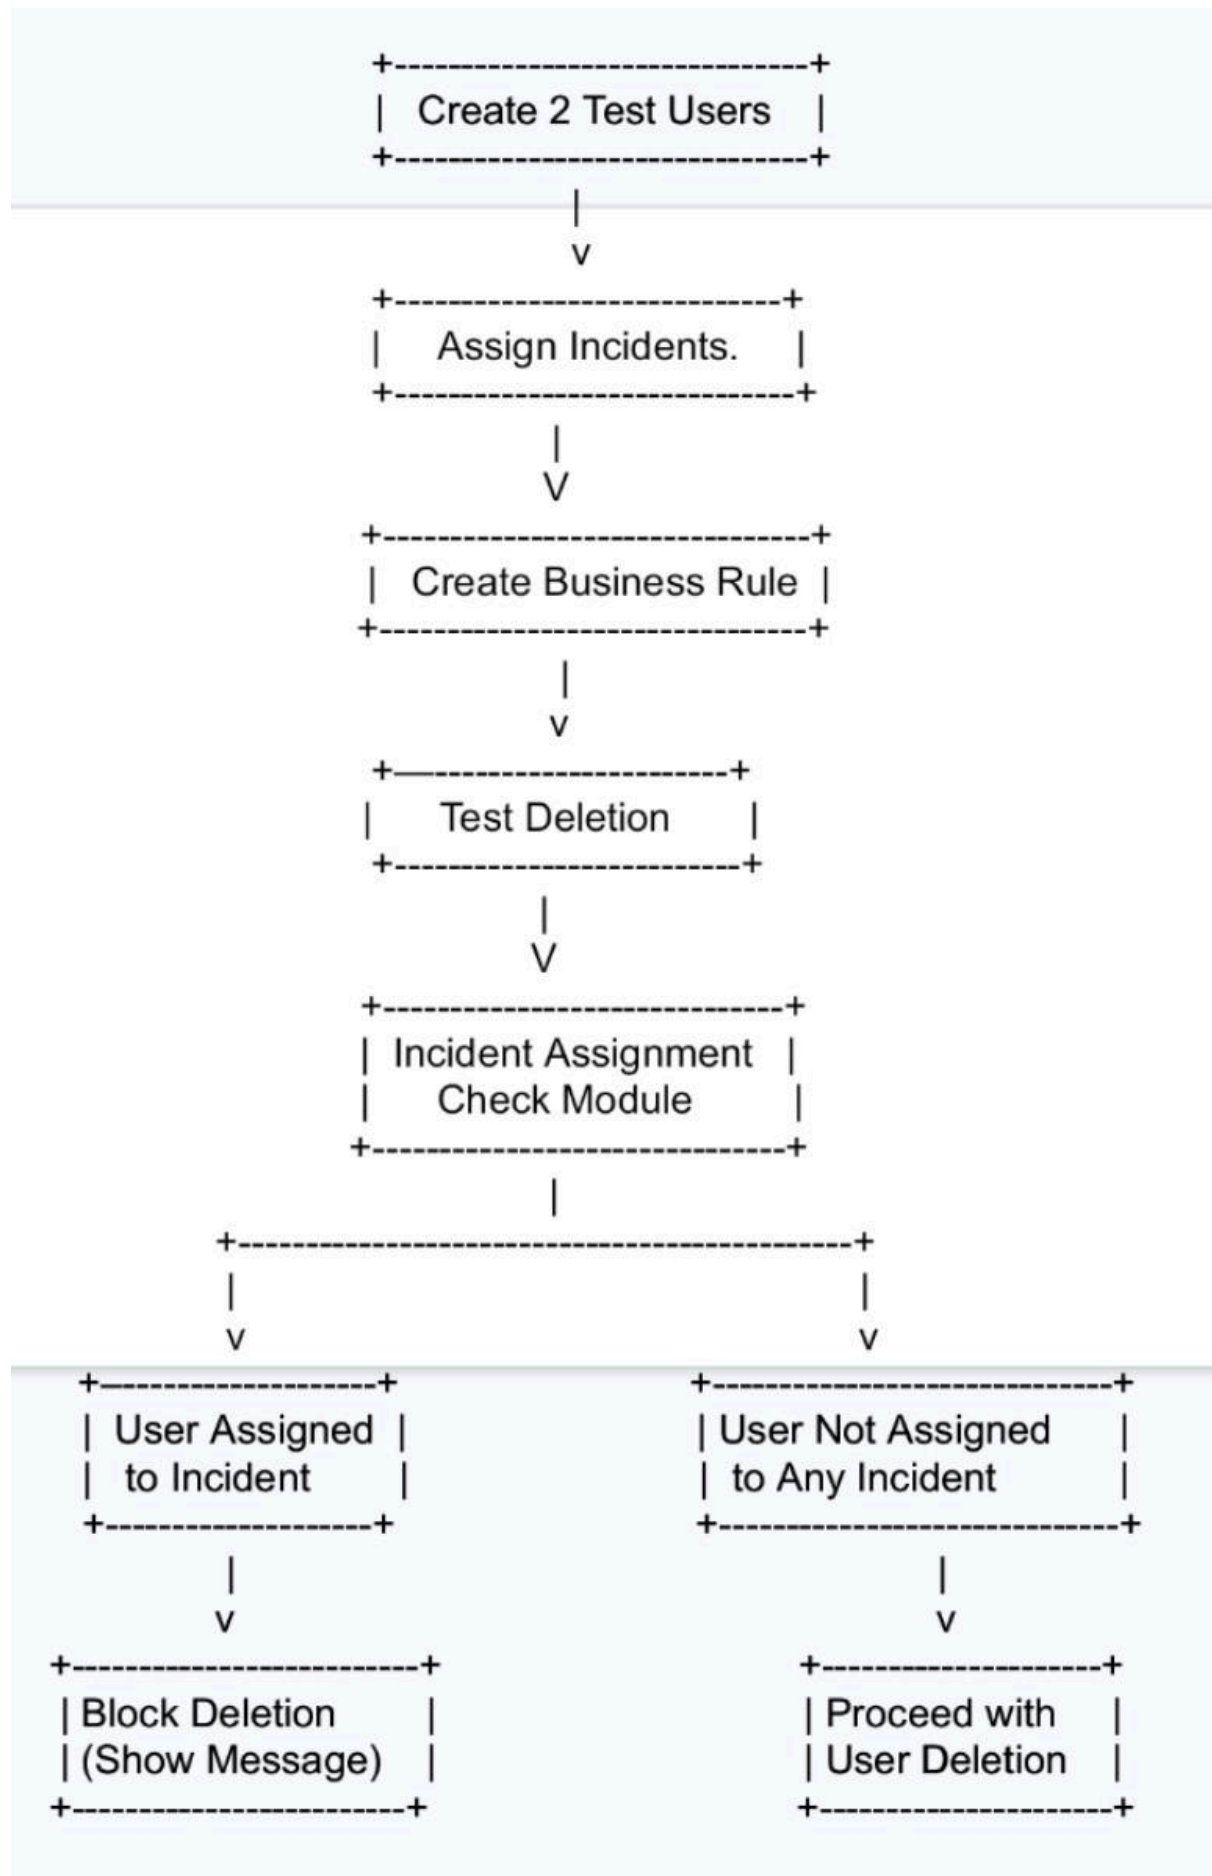 +-------------------------------+
| Create 2 Test Users |
+-------------------------------+
|
v
+-----------------------------+
| Assign Incidents. |
+------------------------------+
|
V
+--------------------------------+
| Create Business Rule |
+--------------------------------+
|
v
+—----------------------+
| Test Deletion |
+--------------------------+
|
V
+------------------------------+
| Incident Assignment |
| Check Module |
+-------------------------------+
|
+----------------------------------------------+
| |
v v
+—--------------------+ +------------------------------+
| User Assigned | | User Not Assigned |
| to Incident | | to Any Incident |
+--------------------+ +------------------------------+
| |
v v
+--------------------------+ +---------------------+
| Block Deletion | | Proceed with |
| (Show Message) | | User Deletion |
+-------------------------+ +----------------------+